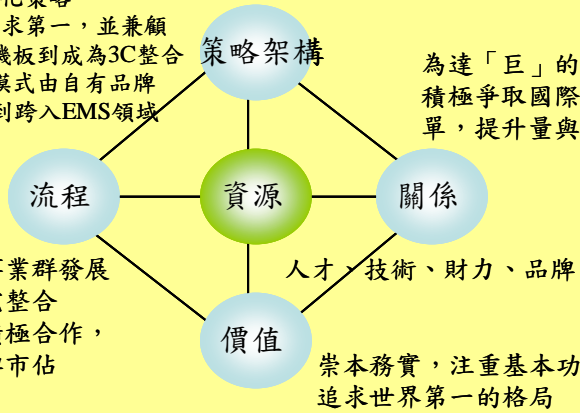 化策略
求第一，並兼顧
機板到成為3C整合
模式由自有品牌
到跨入EMS領域
策略架構
為達「巨」的
積極爭取國際
單，提升量與
流程
資源
關係
業群發展
整合
極合作，
市佔
人才、技術、財力、品牌
價值
崇本務實，注重基本功
追求世界第一的格局